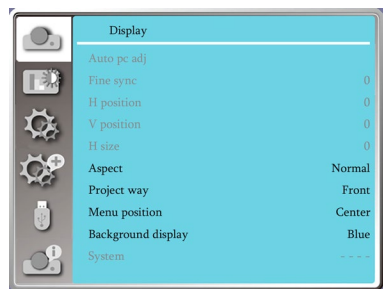 Display
Auto pc adj
Fine sync 0
H position 0
V position 0
H size 0
Aspect Normal
Project way Front
Menu position Center
Background display Blue
System - - - -